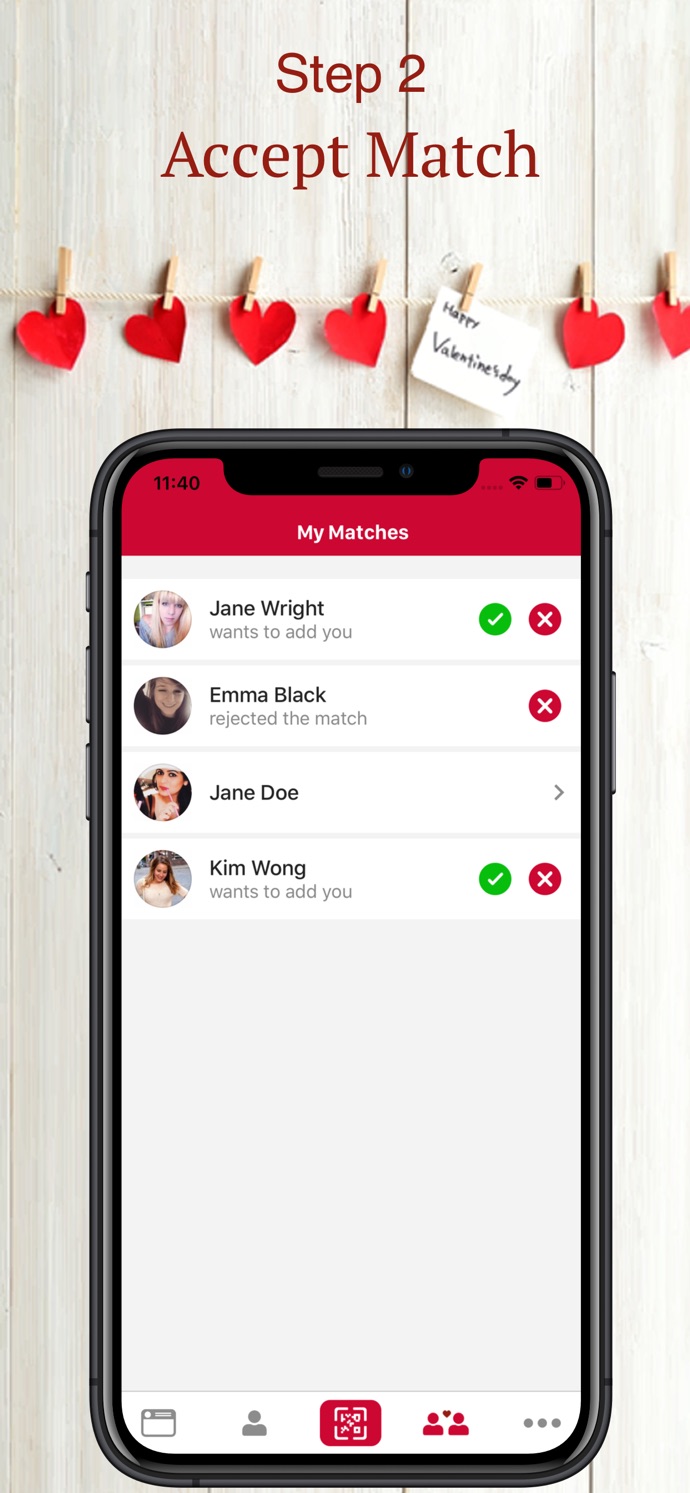 Step 2
Accept Match
Happy
Valentinesday
11:40
My Matches
Jane Wright
wants to add you
Emma Black
rejected the match
Jane Doe
Kim Wong
wants to add you